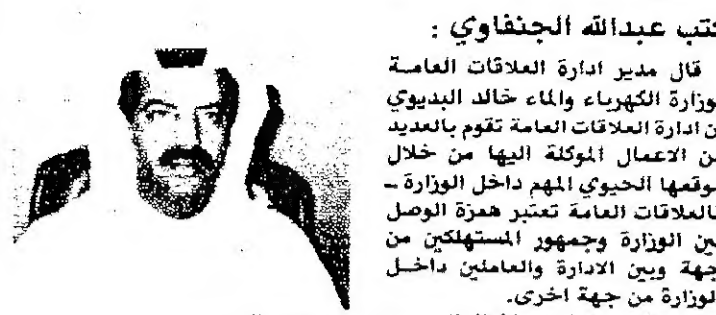 كتب عبدالله الجنفاوي :
قال مدير ادارة العلاقات العامة
بوزارة الكهرباء والماء خالد البديوي
ان ادارة العلاقات العامة تقوم بالعديد
من الاعمال الموكلة اليها من خلال
موقعها الحيوي المهم داخل الوزارة ـ
فالعلاقات العامة تعتبر همزة الوصل
بين الوزارة وجمهور المستهلكين من
جهة وبين الادارة والعاملين داخل
الوزارة من جهة اخرى.